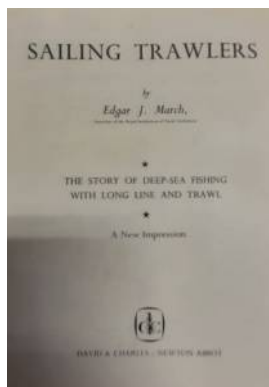 SAILING TRAWLERS
by
Edgar J. March,
THE STORY OF DEEP-SEA FISHING
WITH LONG LINE AND TRAWL
A New Impression
DAVID & CHARLES : NEWTON ABBOT